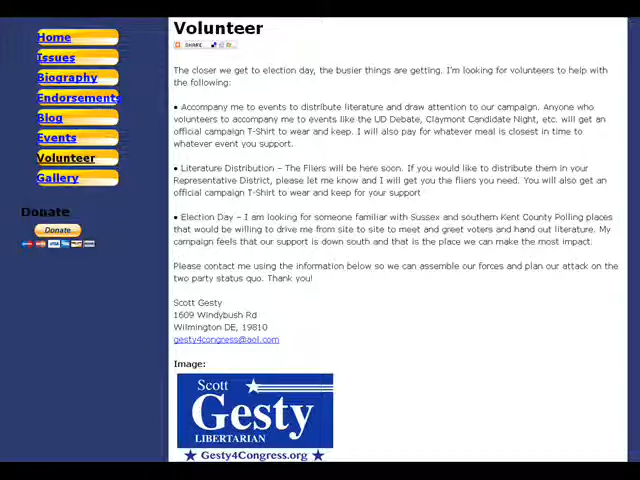 Home
Issues
Biography
Endorsements
Blog
Events
Volunteer
Gallery
Donate
Donate
Volunteer
SHARE
The closer we get to election day, the busier things are getting. I'm looking for volunteers to help with
the following:
• Accompany me to events to distribute literature and draw attention to our campaign. Anyone who
volunteers to accompany me to events like the UD Debate, Claymont Candidate Night, etc. will get an
official campaign T-Shirt to wear and keep. I will also pay for whatever meal is closest in time to
whatever event you support.
• Literature Distribution – The Fliers will be here soon. If you would like to distribute them in your
Representative District, please let me know and I will get you the fliers you need. You will also get an
official campaign T-Shirt to wear and keep for your support
• Election Day – I am looking for someone familiar with Sussex and southern Kent County Polling places
that would be willing to drive me from site to site to meet and greet voters and hand out literature. My
campaign feels that our support is down south and that is the place we can make the most impact.
Please contact me using the information below so we can assemble our forces and plan our attack on the
two party status quo. Thank you!
Scott Gesty
1609 Windybush Rd
Wilmington DE, 19810
gesty4congress@aol.com
Image:
Scott
Gesty
LIBERTARIAN
Gesty4Congress.org